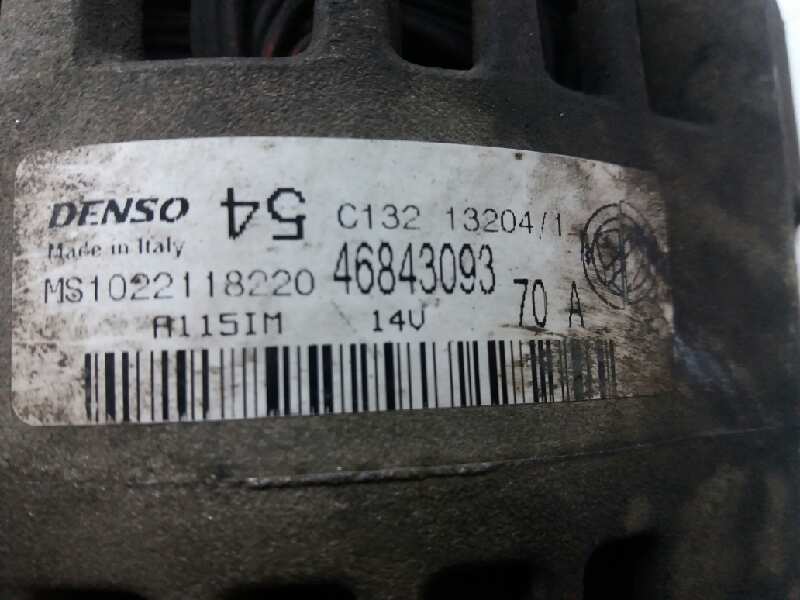 DENSO 54 C132 13204/1
Made in Italy
MS1022118220 46843093 70 A
A115IM 14V